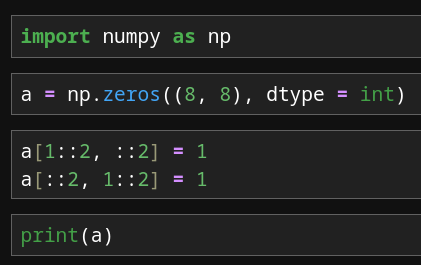 import numpy as np
a = np.zeros((8, 8), dtype = int)
a[1::2, ::2] = 1
a[::2, 1::2] = 1
print(a)